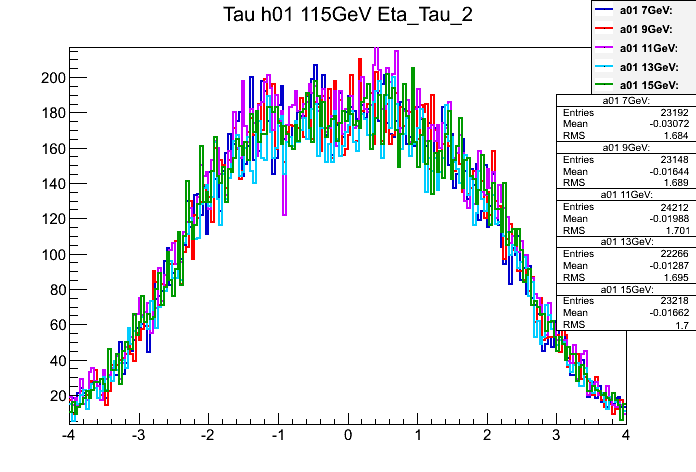 Tau h01 115GeV Eta_Tau_2
a01 7GeV:
a01 9GeV:
a01 11GeV:
a01 13GeV:
a01 15GeV:
a01 7GeV:
Entries 23192
Mean -0.03072
RMS 1.684
a01 9GeV:
Entries 23148
Mean -0.01644
RMS 1.689
a01 11GeV:
Entries 24212
Mean -0.01988
RMS 1.701
a01 13GeV:
Entries 22266
Mean -0.01287
RMS 1.695
a01 15GeV:
Entries 23218
Mean -0.01662
RMS 1.7
200
180
160
140
120
100
80
60
40
20
-4 -3 -2 -1 0 1 2 3 4